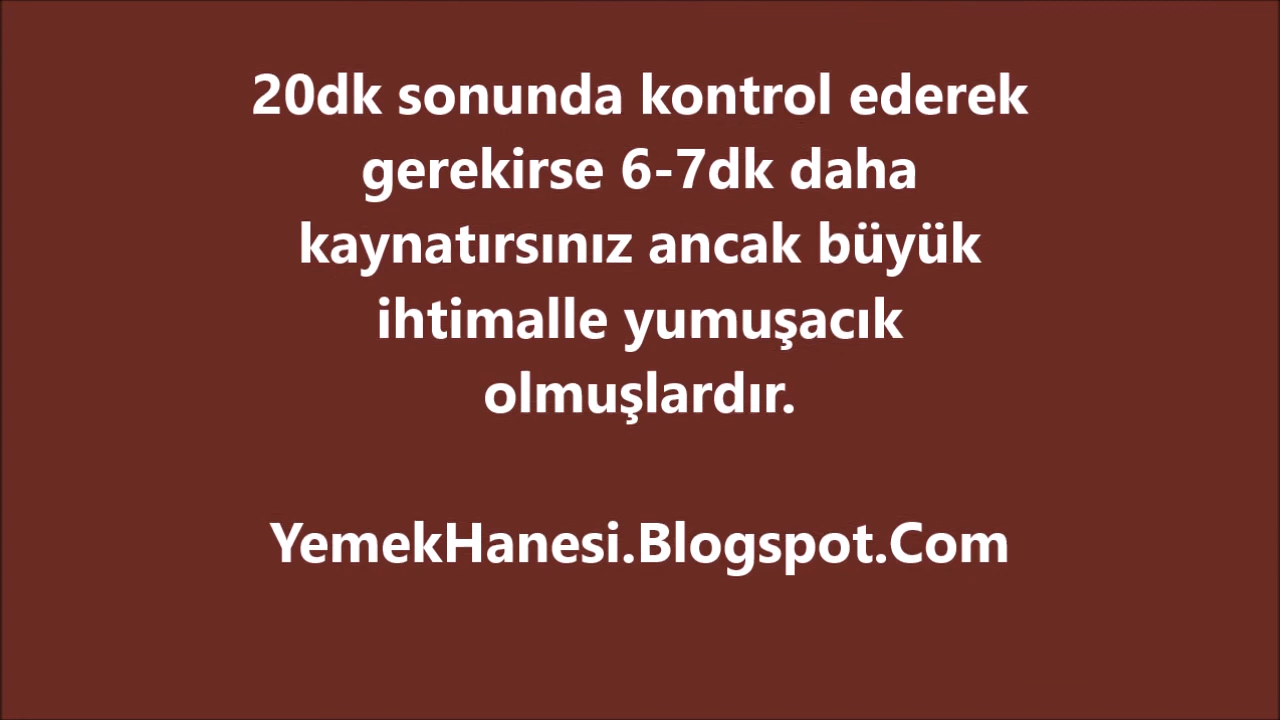 20dk sonunda kontrol ederek
gerekirse 6-7dk daha
kaynatırsınız ancak büyük
ihtimalle yumuşacık
olmuşlardır.
YemekHanesi.Blogspot.Com